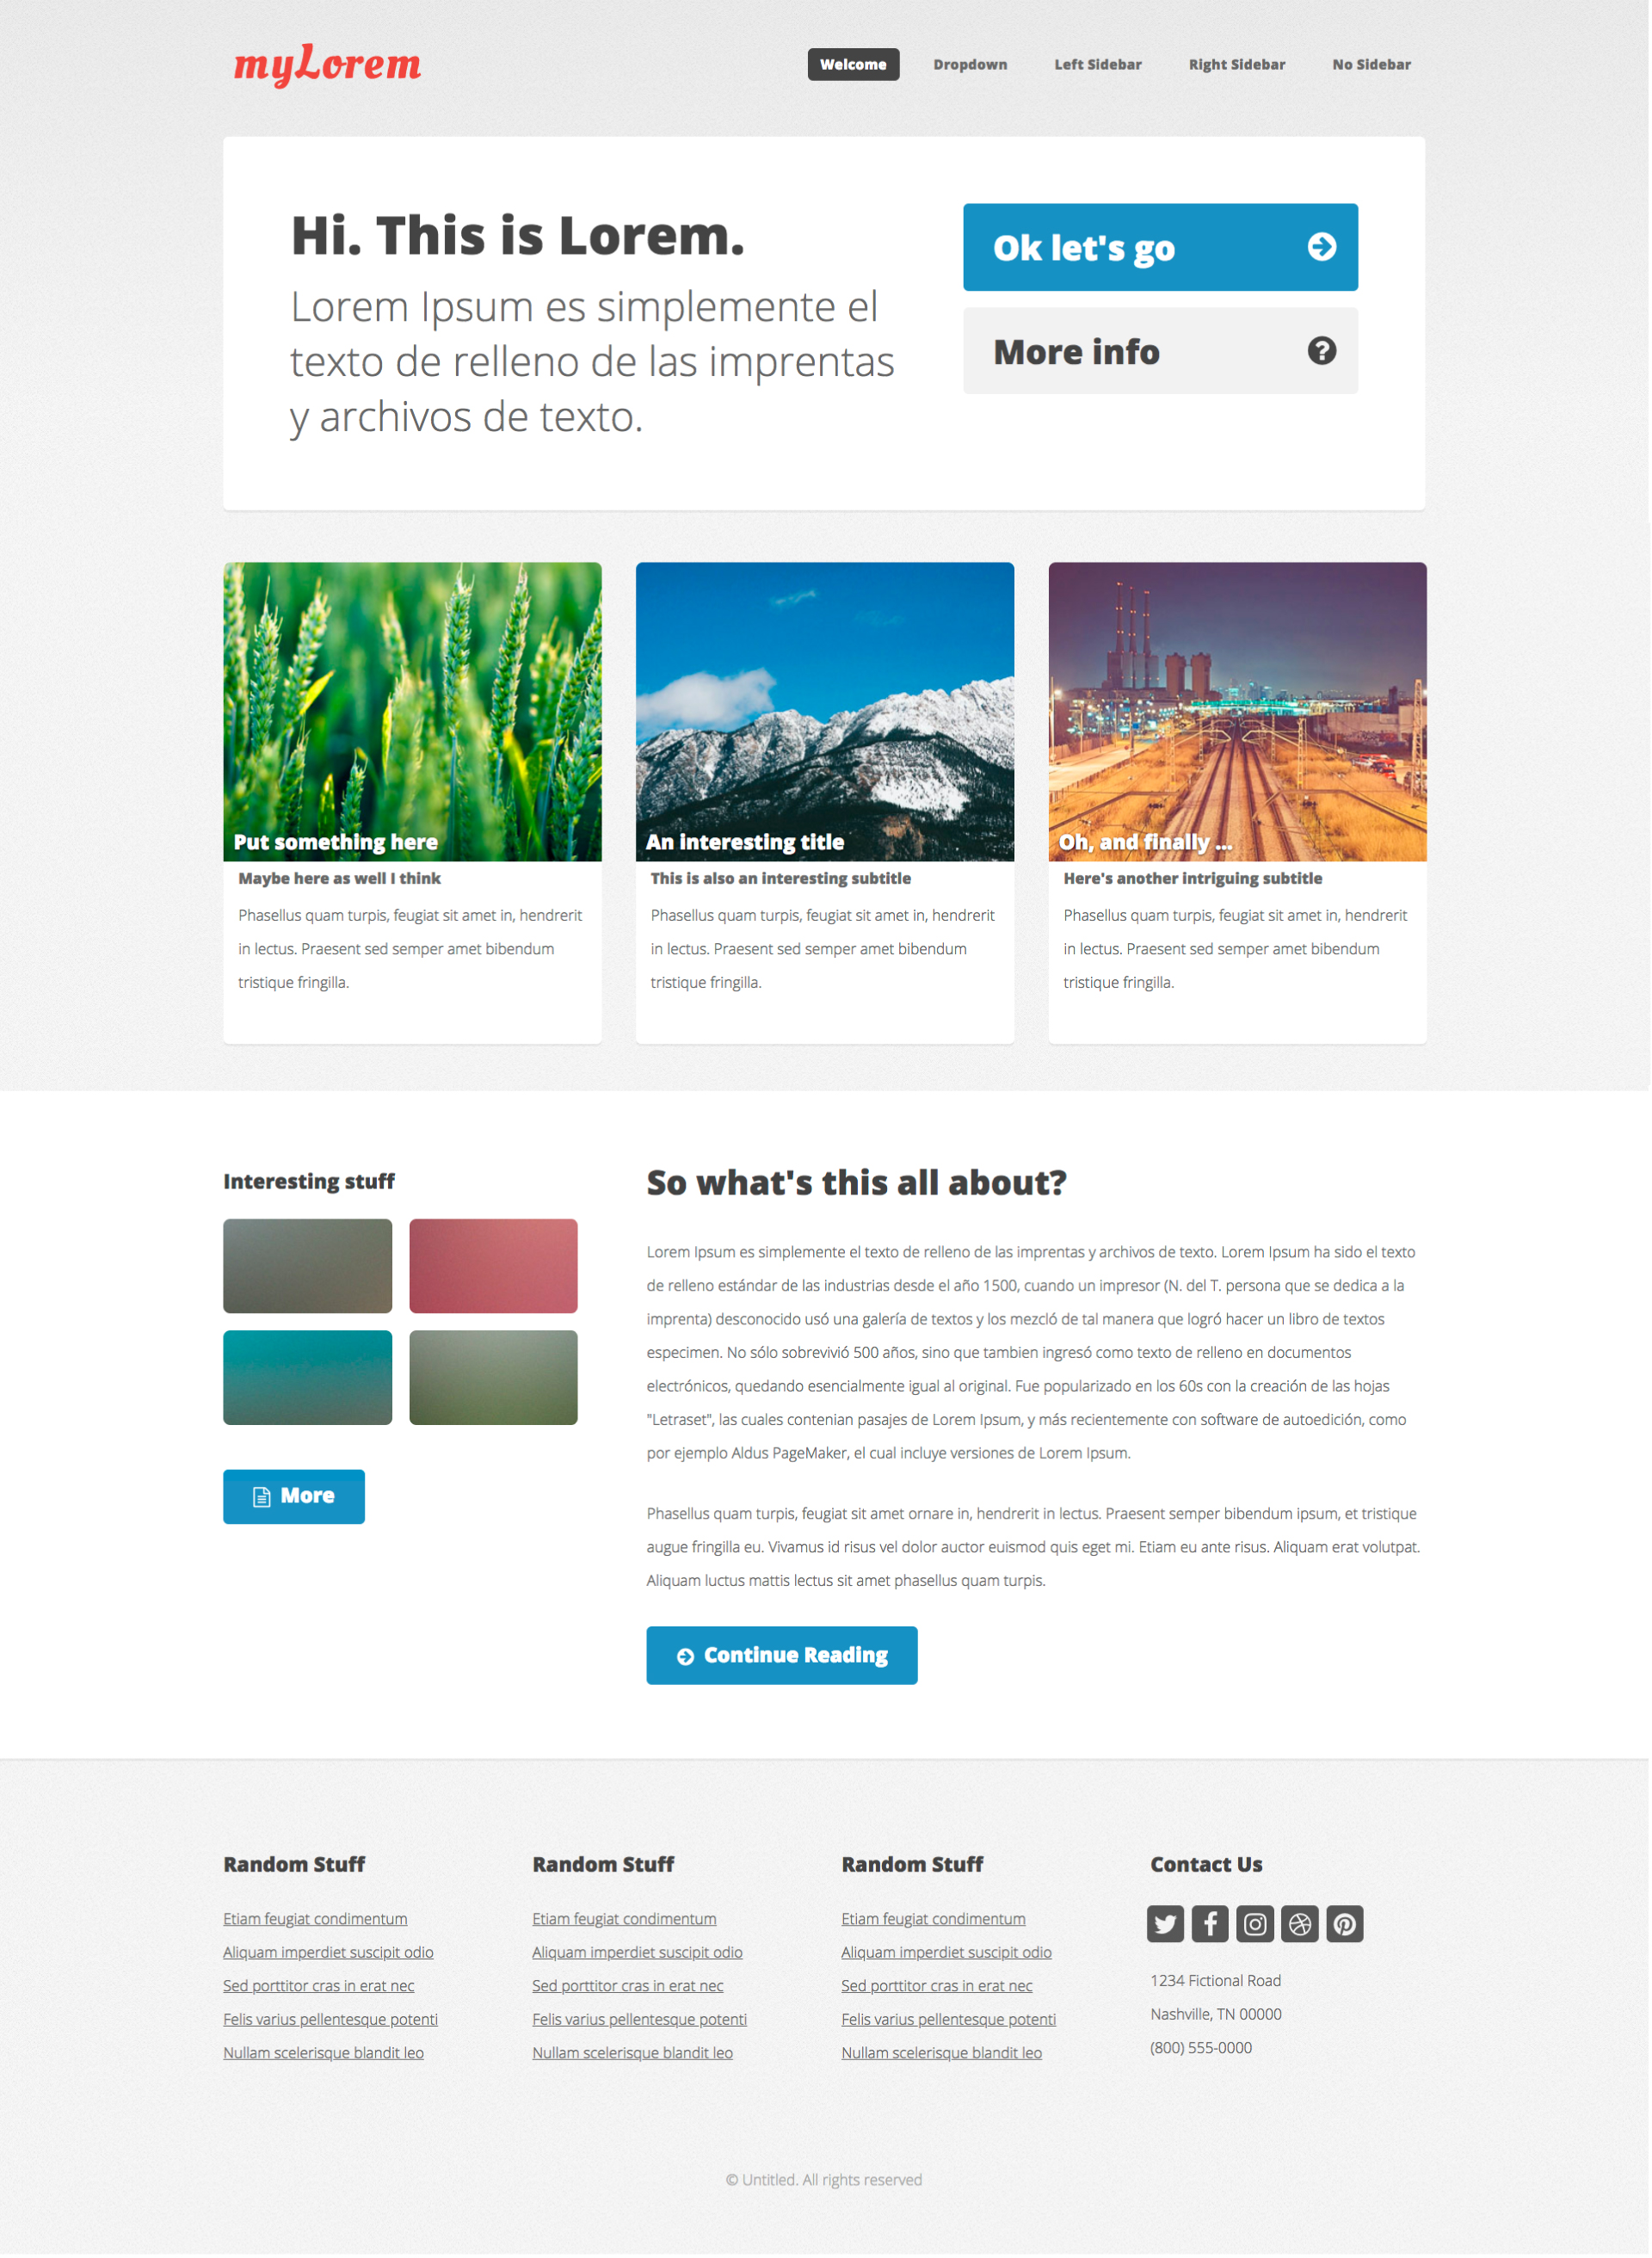 myLorem
Welcome Dropdown Left Sidebar Right Sidebar No Sidebar
Hi. This is Lorem.
Lorem Ipsum es simplemente el
texto de relleno de las imprentas
y archivos de texto.
Ok let's go
More info
Put something here
Maybe here as well I think
Phasellus quam turpis, feugiat sit amet in, hendrerit
in lectus. Praesent sed semper amet bibendum
tristique fringilla.
An interesting title
This is also an interesting subtitle
Phasellus quam turpis, feugiat sit amet in, hendrerit
in lectus. Praesent sed semper amet bibendum
tristique fringilla.
Oh, and finally ...
Here's another intriguing subtitle
Phasellus quam turpis, feugiat sit amet in, hendrerit
in lectus. Praesent sed semper amet bibendum
tristique fringilla.
Interesting stuff
More
So what's this all about?
Lorem Ipsum es simplemente el texto de relleno de las imprentas y archivos de texto. Lorem Ipsum ha sido el texto
de relleno estándar de las industrias desde el año 1500, cuando un impresor (N. del T. persona que se dedica a la
imprenta) desconocido usó una galería de textos y los mezcló de tal manera que logró hacer un libro de textos
especimen. No sólo sobrevivió 500 años, sino que tambien ingresó como texto de relleno en documentos
electrónicos, quedando esencialmente igual al original. Fue popularizado en los 60s con la creación de las hojas
"Letraset", las cuales contenian pasajes de Lorem Ipsum, y más recientemente con software de autoedición, como
por ejemplo Aldus PageMaker, el cual incluye versiones de Lorem Ipsum.
Phasellus quam turpis, feugiat sit amet ornare in, hendrerit in lectus. Praesent semper bibendum ipsum, et tristique
augue fringilla eu. Vivamus id risus vel dolor auctor euismod quis eget mi. Etiam eu ante risus. Aliquam erat volutpat.
Aliquam luctus mattis lectus sit amet phasellus quam turpis.
Continue Reading
Random Stuff
Etiam feugiat condimentum
Aliquam imperdiet suscipit odio
Sed porttitor cras in erat nec
Felis varius pellentesque potenti
Nullam scelerisque blandit leo
Random Stuff
Etiam feugiat condimentum
Aliquam imperdiet suscipit odio
Sed porttitor cras in erat nec
Felis varius pellentesque potenti
Nullam scelerisque blandit leo
Random Stuff
Etiam feugiat condimentum
Aliquam imperdiet suscipit odio
Sed porttitor cras in erat nec
Felis varius pellentesque potenti
Nullam scelerisque blandit leo
Contact Us
1234 Fictional Road
Nashville, TN 00000
(800) 555-0000
© Untitled. All rights reserved